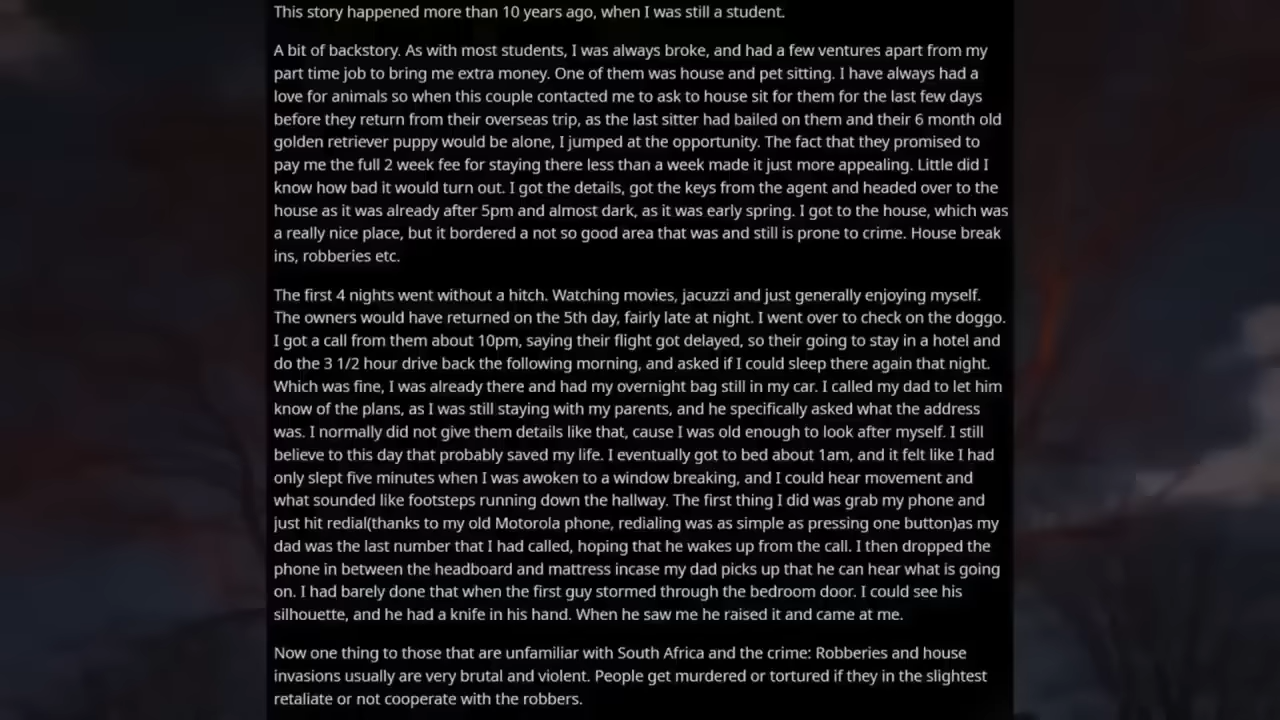 This story happened more than 10 years ago, when I was still a student.
A bit of backstory. As with most students, I was always broke, and had a few ventures apart from my
part time job to bring me extra money. One of them was house and pet sitting. I have always had a
love for animals so when this couple contacted me to ask to house sit for them for the last few days
before they return from their overseas trip, as the last sitter had bailed on them and their 6 month old
golden retriever puppy would be alone, I jumped at the opportunity. The fact that they promised to
pay me the full 2 week fee for staying there less than a week made it just more appealing. Little did I
know how bad it would turn out. I got the details, got the keys from the agent and headed over to the
house as it was already after 5pm and almost dark, as it was early spring. I got to the house, which was
a really nice place, but it bordered a not so good area that was and still is prone to crime. House break
ins, robberies etc.
The first 4 nights went without a hitch. Watching movies, jacuzzi and just generally enjoying myself.
The owners would have returned on the 5th day, fairly late at night. I went over to check on the doggo.
I got a call from them about 10pm, saying their flight got delayed, so their going to stay in a hotel and
do the 3 1/2 hour drive back the following morning, and asked if I could sleep there again that night.
Which was fine, I was already there and had my overnight bag still in my car. I called my dad to let him
know of the plans, as I was still staying with my parents, and he specifically asked what the address
was. I normally did not give them details like that, cause I was old enough to look after myself. I still
believe to this day that probably saved my life. I eventually got to bed about 1am, and it felt like I had
only slept five minutes when I was awoken to a window breaking, and I could hear movement and
what sounded like footsteps running down the hallway. The first thing I did was grab my phone and
just hit redial(thanks to my old Motorola phone, redialing was as simple as pressing one button)as my
dad was the last number that I had called, hoping that he wakes up from the call. I then dropped the
phone in between the headboard and mattress incase my dad picks up that he can hear what is going
on. I had barely done that when the first guy stormed through the bedroom door. I could see his
silhouette, and he had a knife in his hand. When he saw me he raised it and came at me.
Now one thing to those that are unfamiliar with South Africa and the crime: Robberies and house
invasions usually are very brutal and violent. People get murdered or tortured if they in the slightest
retaliate or not cooperate with the robbers.